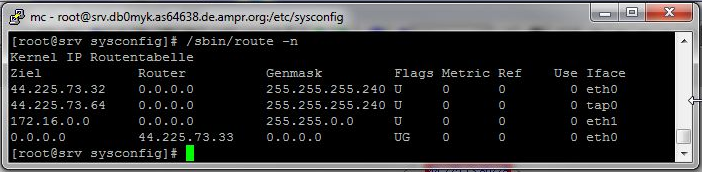 mc - root@srv.db0myk.as64638.de.ampr.org:/etc/sysconfig
[root@srv sysconfig]# /sbin/route -n
Kernel IP Routentabelle
Ziel Router Genmask Flags Metric Ref Use Iface
44.225.73.32 0.0.0.0 255.255.255.240 U 0 0 0 eth0
44.225.73.64 0.0.0.0 255.255.255.240 U 0 0 0 tap0
172.16.0.0 0.0.0.0 255.255.0.0 U 0 0 0 eth1
0.0.0.0 44.225.73.33 0.0.0.0 UG 0 0 0 eth0
[root@srv sysconfig]#